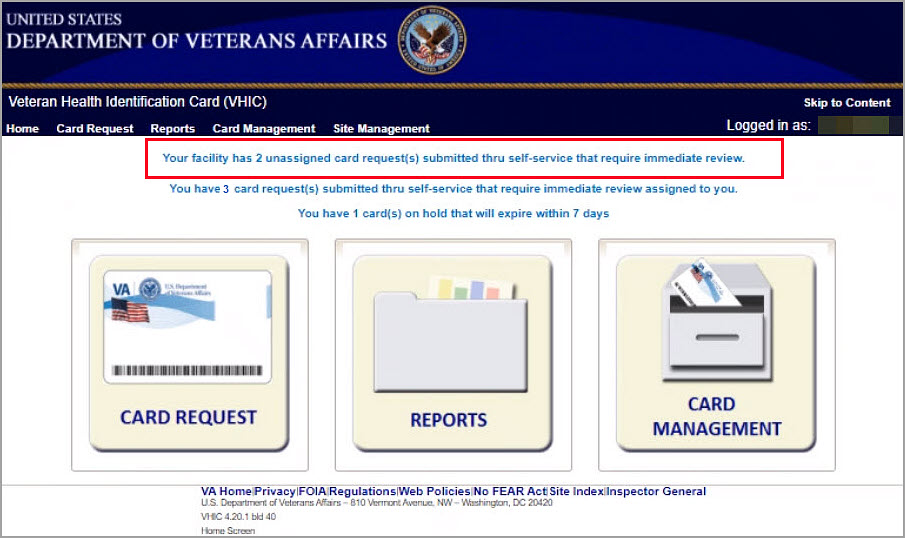 UNITED STATES
DEPARTMENT OF VETERANS AFFAIRS
Veteran Health Identification Card (VHIC)
Skip to Content
Home Card Request Reports Card Management Site Management
Logged in as:
Your facility has 2 unassigned card request(s) submitted thru self-service that require immediate review.
You have 3 card request(s) submitted thru self-service that require immediate review assigned to you.
You have 1 card(s) on hold that will expire within 7 days
VA
U.S. Department
of Veterans Affairs
CARD REQUEST
REPORTS
VA
CARD
MANAGEMENT
VA Home|Privacy|FOIA|Regulations|Web Policies|No FEAR Act|Site Index|Inspector General
U.S. Department of Veterans Affairs – 810 Vermont Avenue, NW – Washington, DC 20420
VHIC 4.20.1 bld 40
Home Screen